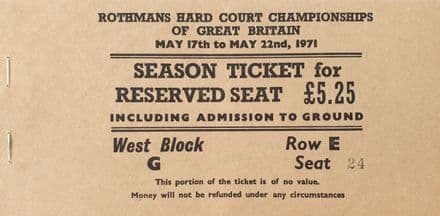 ROTHMANS HARD COURT CHAMPIONSHIPS
OF GREAT BRITAIN
MAY 17th to MAY 22nd, 1971
SEASON TICKET for
RESERVED SEAT £5.25
INCLUDING ADMISSION TO GROUND
West Block Row E
G Seat 24
This portion of the ticket is of no value.
Money will not be refunded under any circumstances